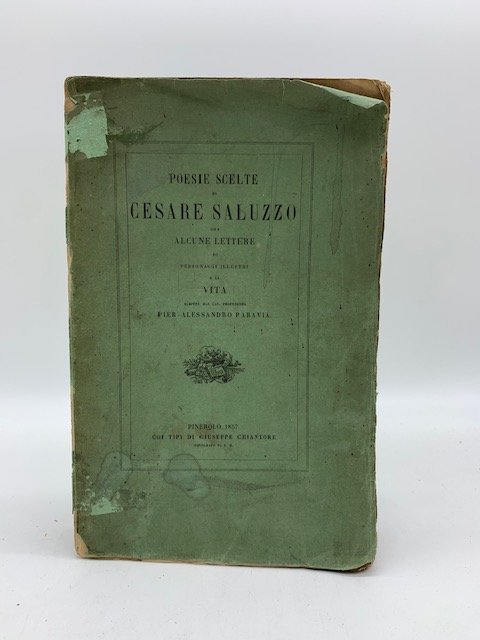 POESIE SCELTE
DI
CESARE SALUZZO
CON
ALCUNE LETTERE
DI
PERSONAGGI ILLUSTRI
E LA
VITA
SCRITTA DAL CAV. PROFESSORE
PIER-ALESSANDRO PARAVIA
PINEROLO, 1857
COI TIPI DI GIUSEPPE CHIANTORE